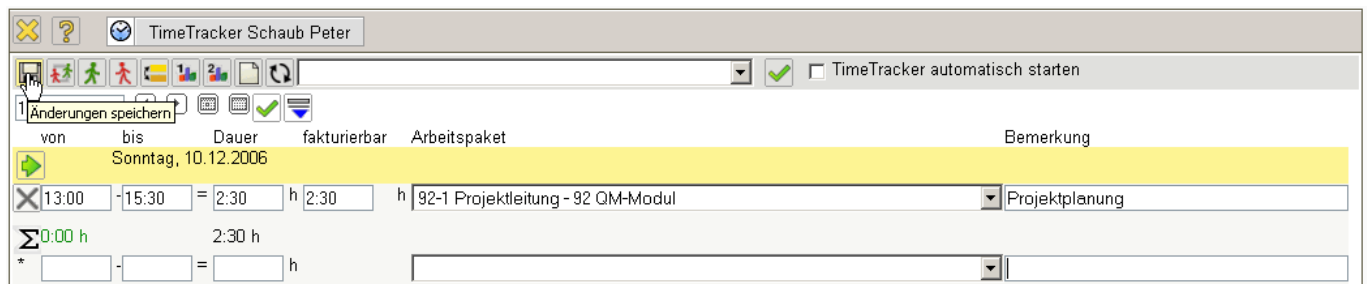 TimeTracker Schaub Peter
TimeTracker automatisch starten
1
Änderungen speichern
von bis Dauer fakturierbar Arbeitspaket Bemerkung
Sonntag, 10.12.2006
13:00 - 15:30 = 2:30 h 2:30 h 92-1 Projektleitung - 92 QM-Modul Projektplanung
Σ 0:00 h 2:30 h
* - = h